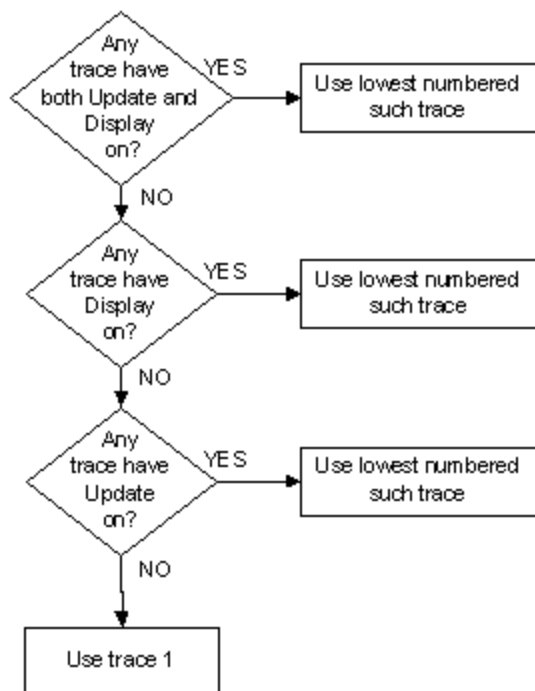 Any
trace have
both Update and
Display
on?
YES
Use lowest numbered
such trace
NO
Any
trace have
Display
on?
YES
Use lowest numbered
such trace
NO
Any
trace have
Update
on?
YES
Use lowest numbered
such trace
NO
Use trace 1